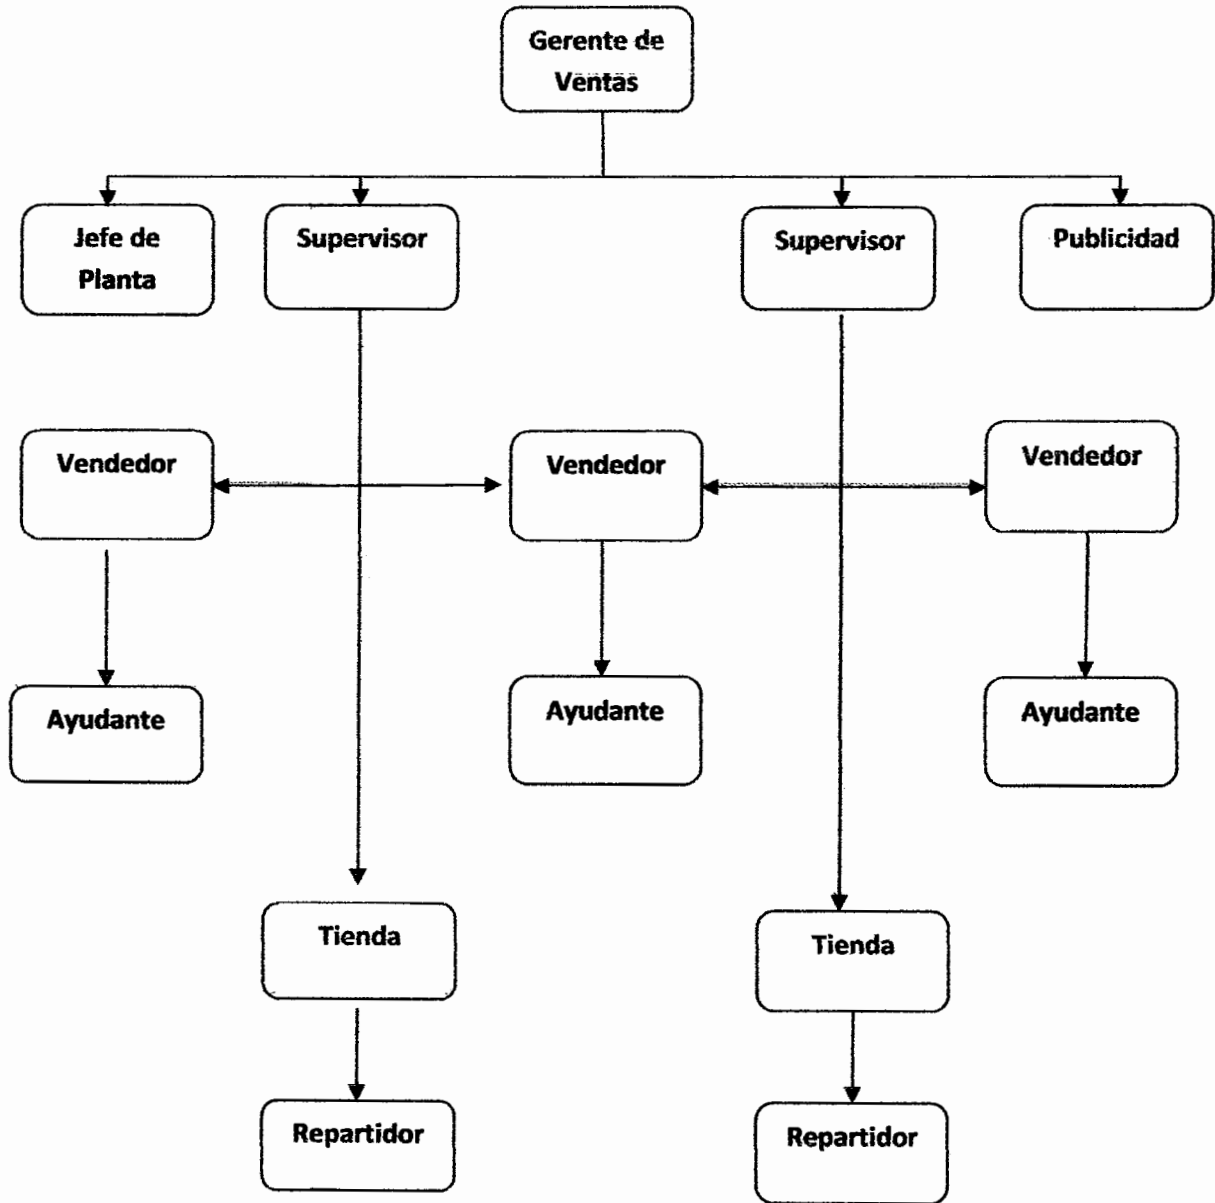 Gerente de
Ventas
Jefe de
Planta
Supervisor
Supervisor
Publicidad
Vendedor
Vendedor
Vendedor
Ayudante
Ayudante
Ayudante
Tienda
Tienda
Repartidor
Repartidor